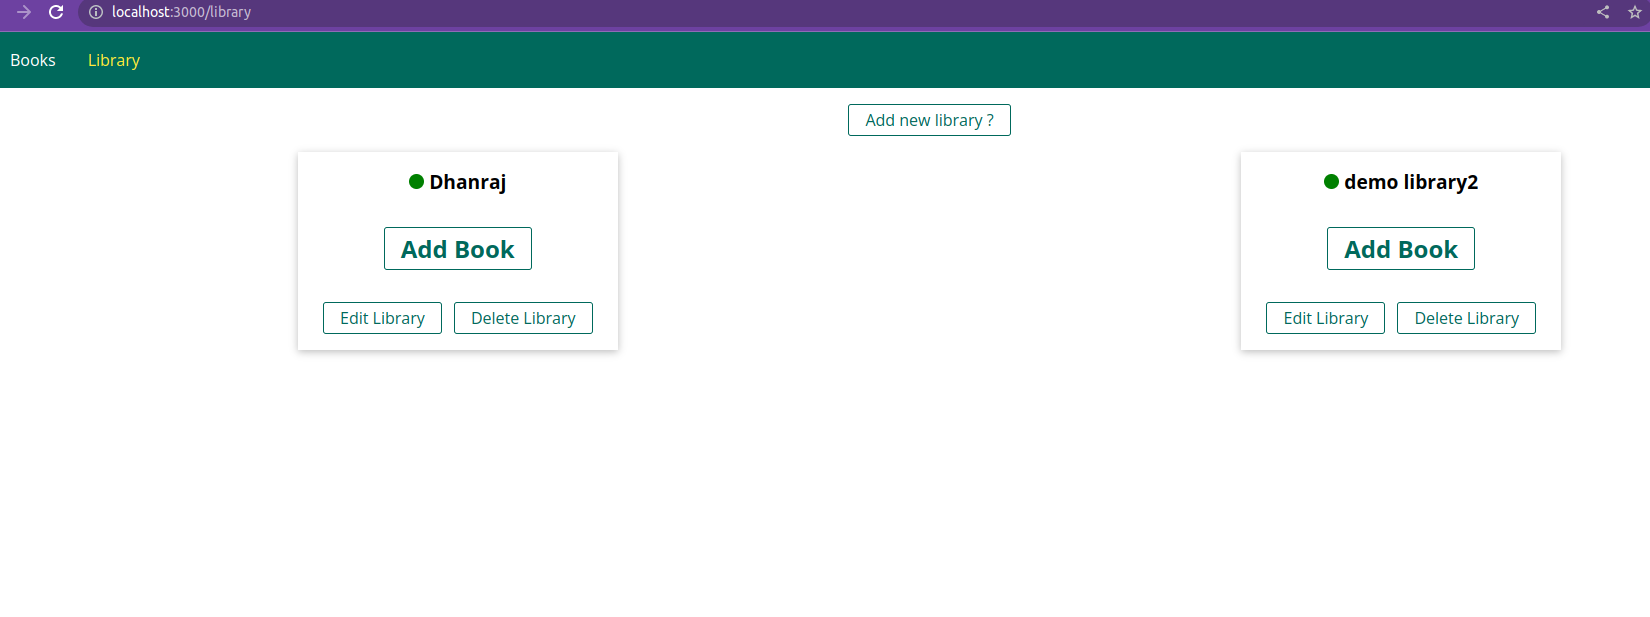 localhost:3000/library
Books Library
Add new library ?
Dhanraj
Add Book
Edit Library Delete Library
demo library2
Add Book
Edit Library Delete Library